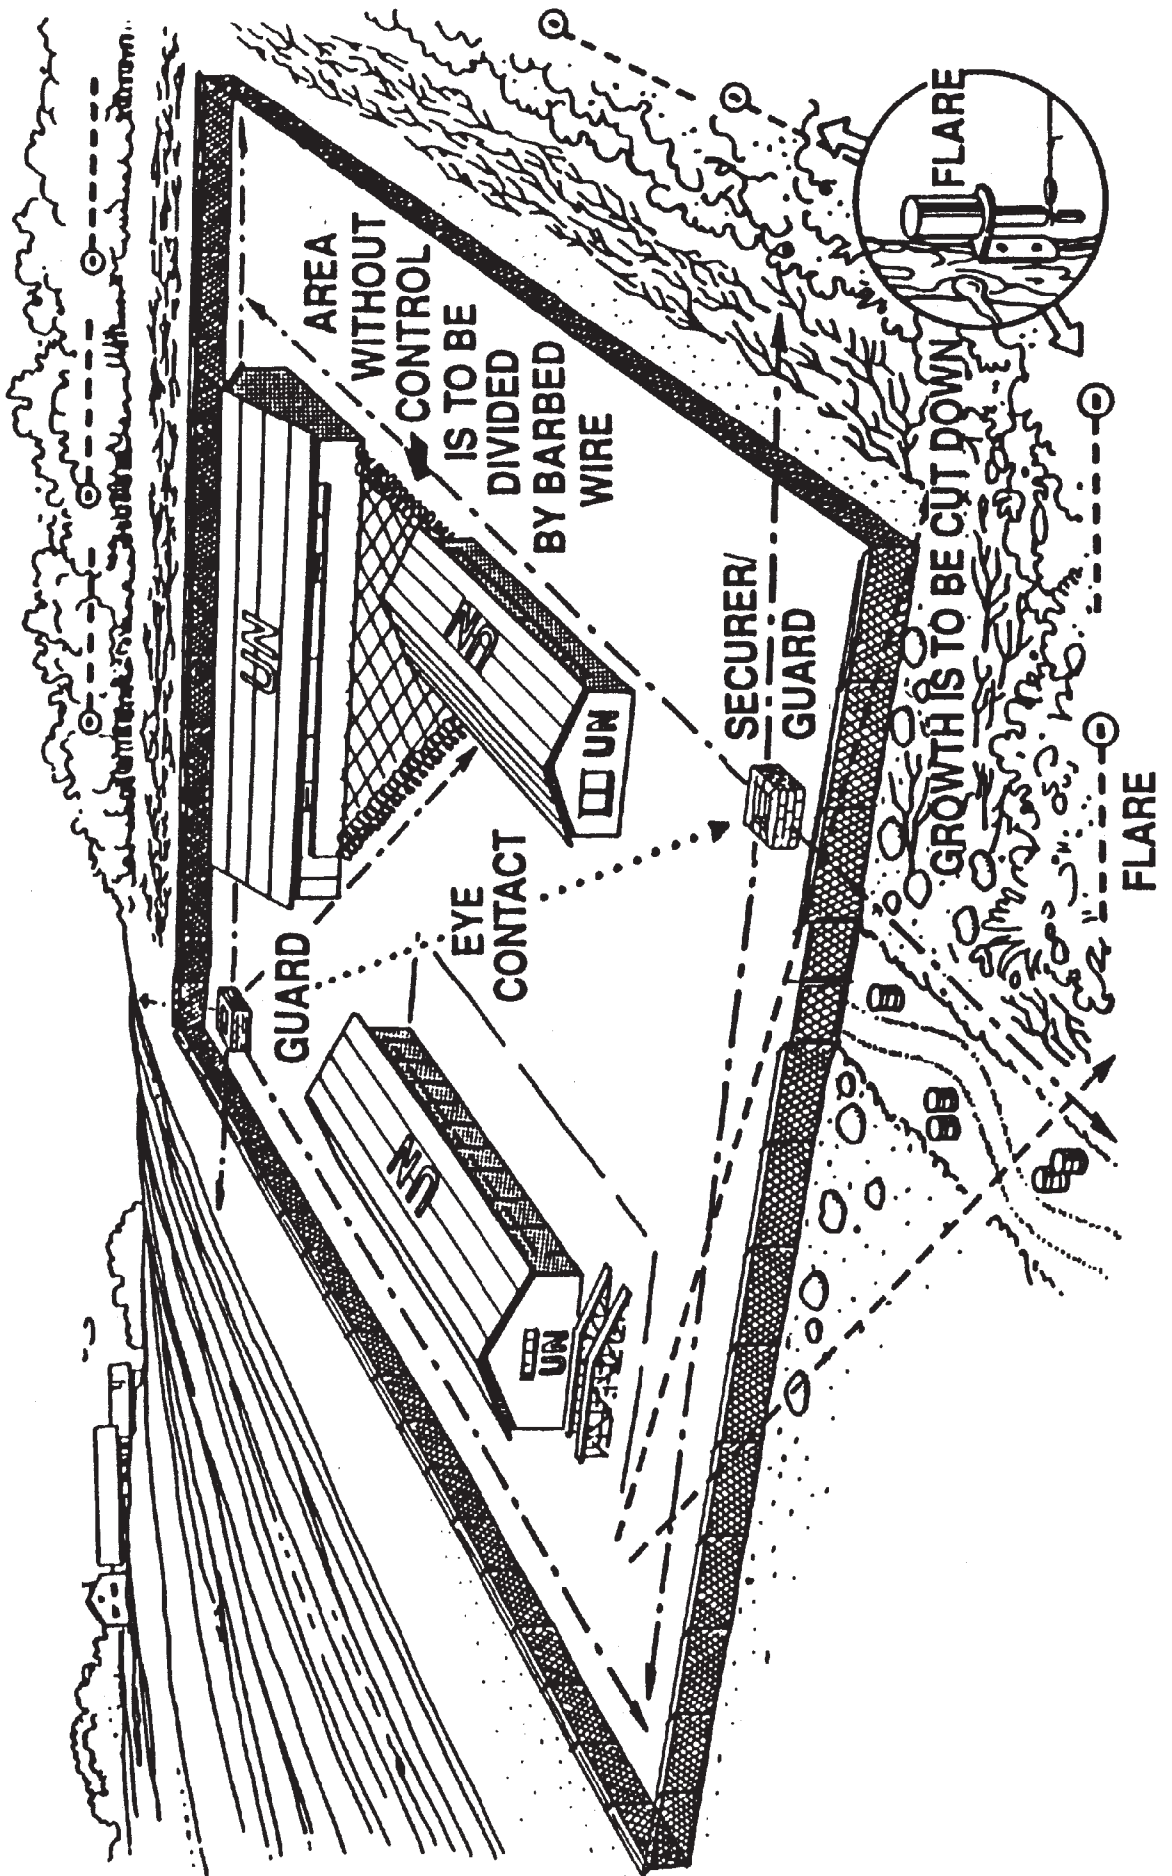 UN
GUARD
AREA
WITHOUT
CONTROL
IS TO BE
DIVIDED
BY BARBED
WIRE
UN
UN
EYE
CONTACT
UN
UN
SECURER/
GUARD
GROWTH IS TO BE CUT DOWN
FLARE
FLARE